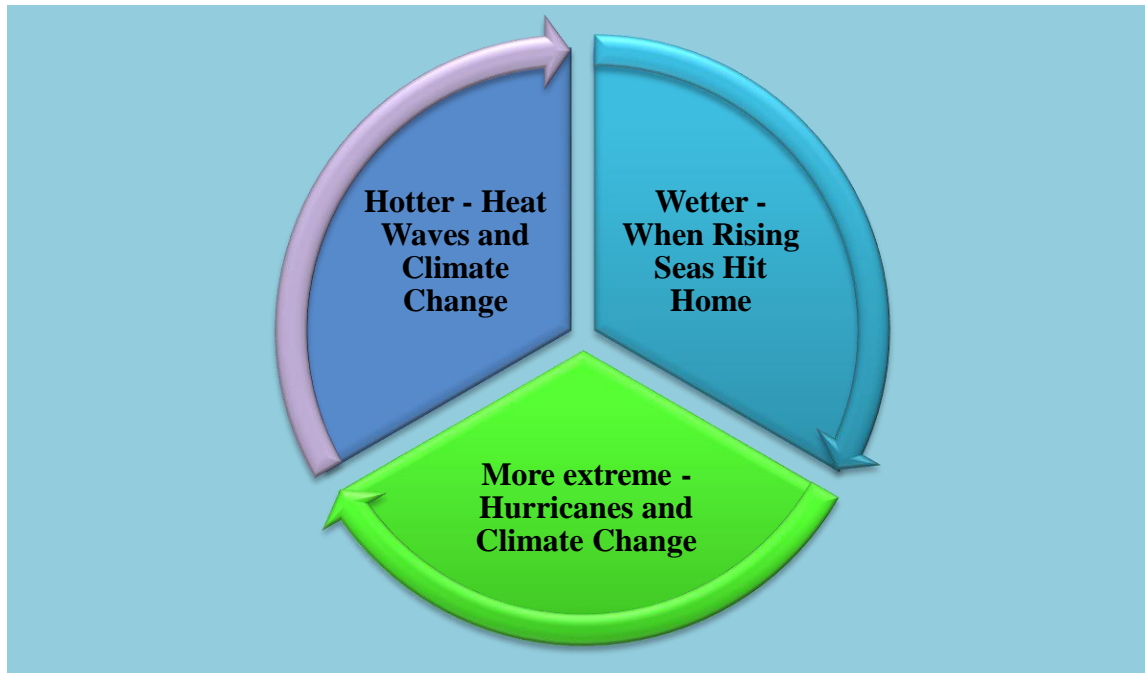 Hotter - Heat
Waves and
Climate
Change
Wetter -
When Rising
Seas Hit
Home
More extreme -
Hurricanes and
Climate Change